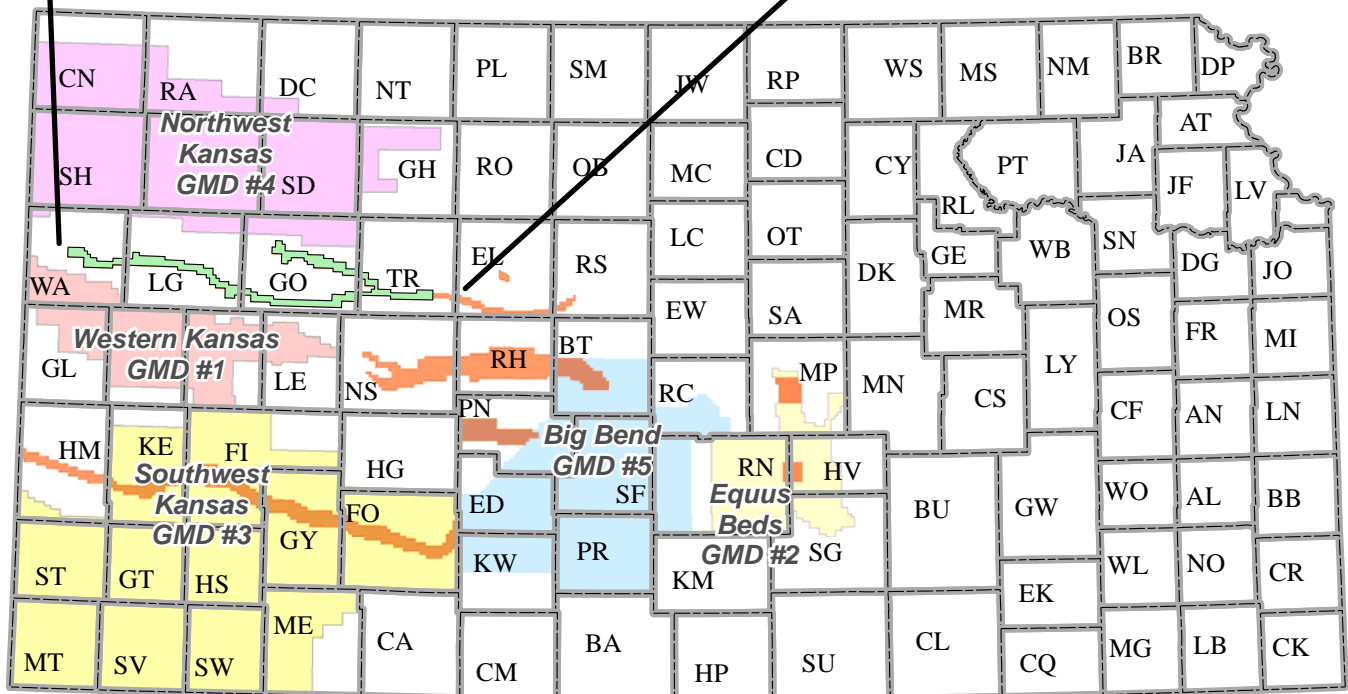 CN
RA
DC
NT
PL
SM
JW
RP
WS
MS
NM
BR
DP
AT
Northwest
Kansas
GMD #4
SH
SD
GH
RO
OB
MC
CD
CY
RL
PT
JA
JF
LV
WA
LG
GO
TR
EL
RS
LC
OT
DK
GE
WB
SN
DG
JO
Western Kansas
GMD #1
GL
LE
NS
RH
BT
EW
SA
MR
OS
FR
MI
LY
RC
MP
MN
CS
CF
AN
LN
HM
KE
FI
HG
PN
Big Bend
GMD #5
RN
HV
Southwest
Kansas
GMD #3
FO
ED
SF
Equus
Beds
GMD #2
BU
GW
WO
AL
BB
GY
KW
PR
KM
SG
ST
GT
HS
EK
WL
NO
CR
MT
SV
SW
ME
CA
CM
BA
HP
SU
CL
CQ
MG
LB
CK